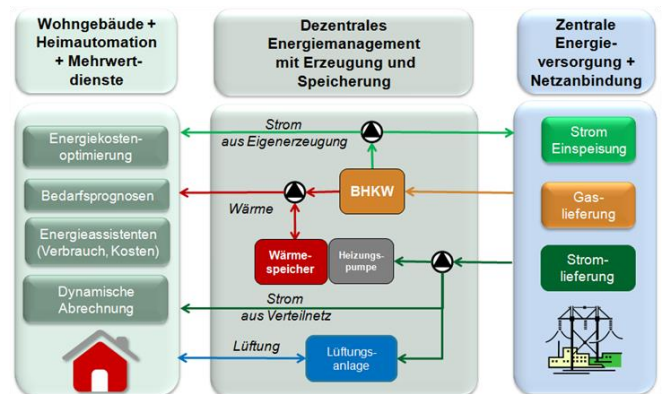 Wohngebäude +
Heimautomation
+ Mehrwert-
dienste
Dezentrales
Energiemanagement
mit Erzeugung und
Speicherung
Zentrale
Energie-
versorgung +
Netzanbindung
Energiekosten-
optimierung
Bedarfsprognosen
Energieassistenten
(Verbrauch, Kosten)
Dynamische
Abrechnung
Strom
aus Eigenerzeugung
BHKW
Wärme
Wärme-
speicher
Heizungs-
pumpe
Strom
aus Verteilnetz
Lüftung
Lüftungs-
anlage
Strom
Einspeisung
Gas-
lieferung
Strom-
lieferung